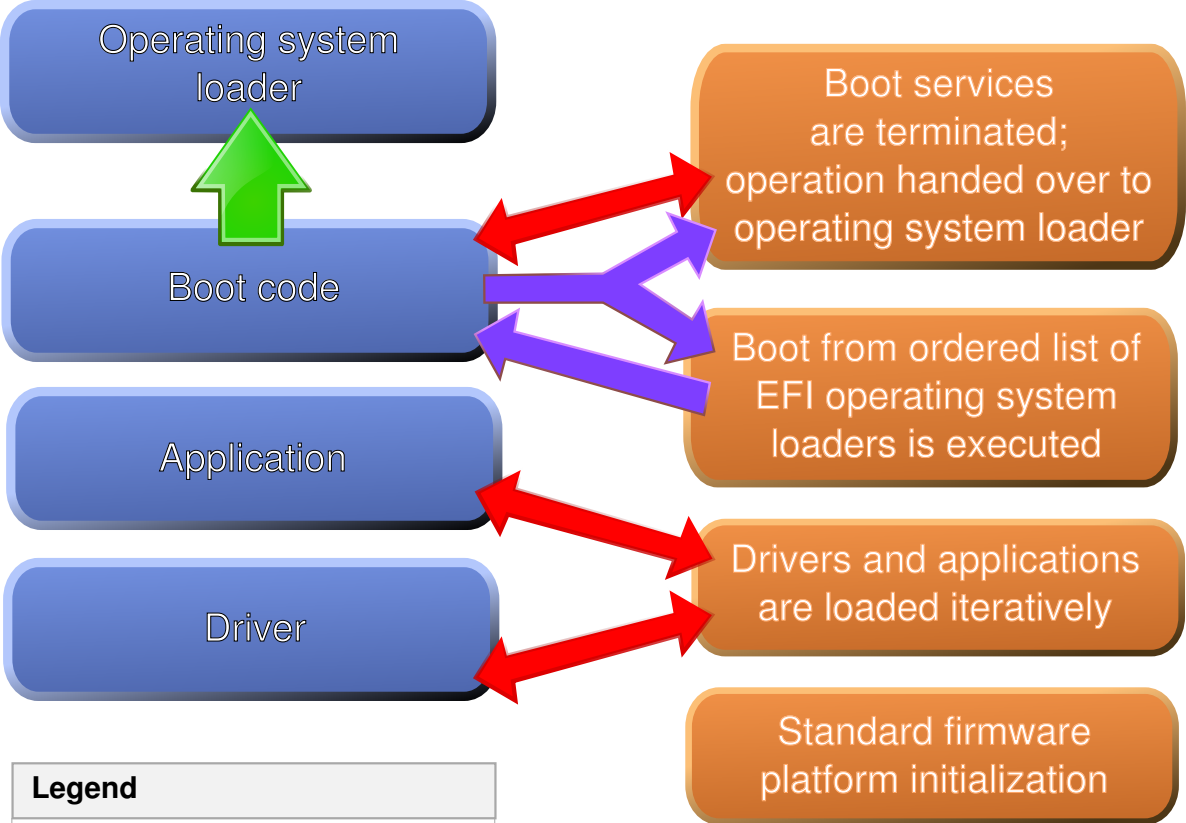 Operating system
loader
Boot code
Application
Driver
Legend
Boot services
are terminated;
operation handed over to
operating system loader
Boot from ordered list of
EFI operating system
loaders is executed
Drivers and applications
are loaded iteratively
Standard firmware
platform initialization